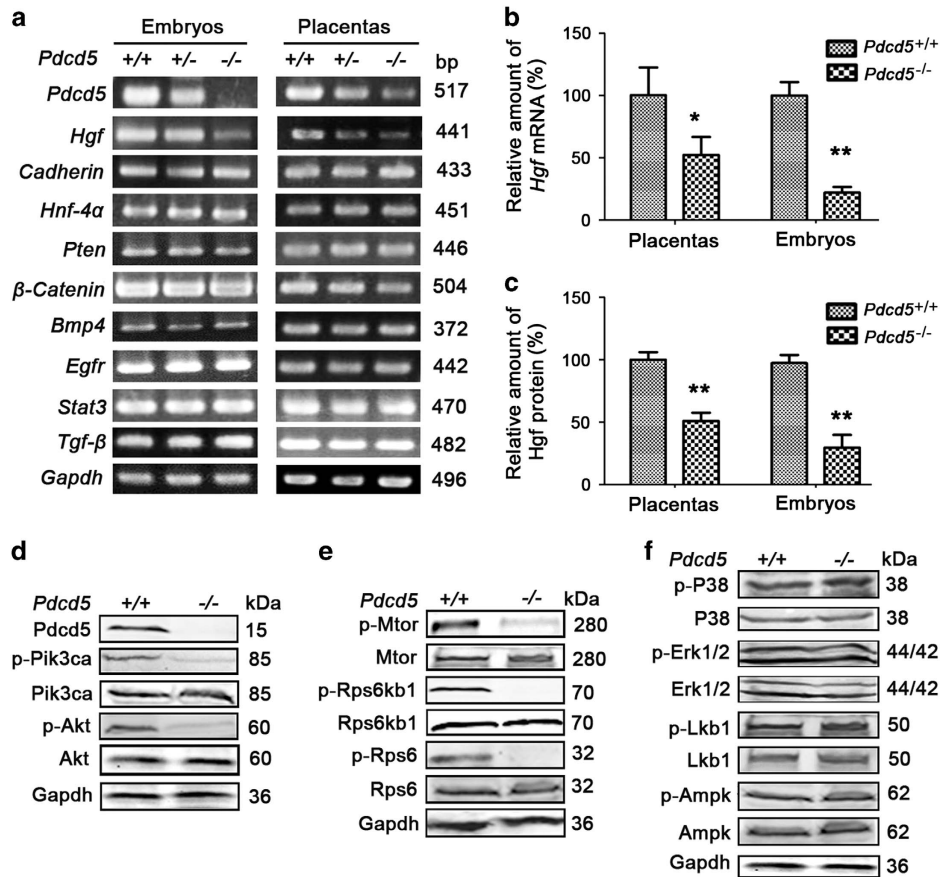 a
Embryos Placentas
Pdcd5 +/+ +/- -/- +/+ +/- -/- bp
Pdcd5 517
Hgf 441
Cadherin 433
Hnf-4α 451
Pten 446
β-Catenin 504
Bmp4 372
Egfr 442
Stat3 470
Tgf-β 482
Gapdh 496
b
Relative amount of
Hgf mRNA (%)
150
100
50
0
Pdcd5+/+
Pdcd5-/-
*
**
Placentas Embryos
c
Relative amount of
Hgf protein (%)
150
100
50
0
Pdcd5+/+
Pdcd5-/-
**
**
Placentas Embryos
d
Pdcd5 +/+ -/- kDa
Pdcd5 15
p-Pik3ca 85
Pik3ca 85
p-Akt 60
Akt 60
Gapdh 36
e
Pdcd5 +/+ -/- kDa
p-Mtor 280
Mtor 280
p-Rps6kb1 70
Rps6kb1 70
p-Rps6 32
Rps6 32
Gapdh 36
f
Pdcd5 +/+ -/- kDa
p-P38 38
P38 38
p-Erk1/2 44/42
Erk1/2 44/42
p-Lkb1 50
Lkb1 50
p-Ampk 62
Ampk 62
Gapdh 36